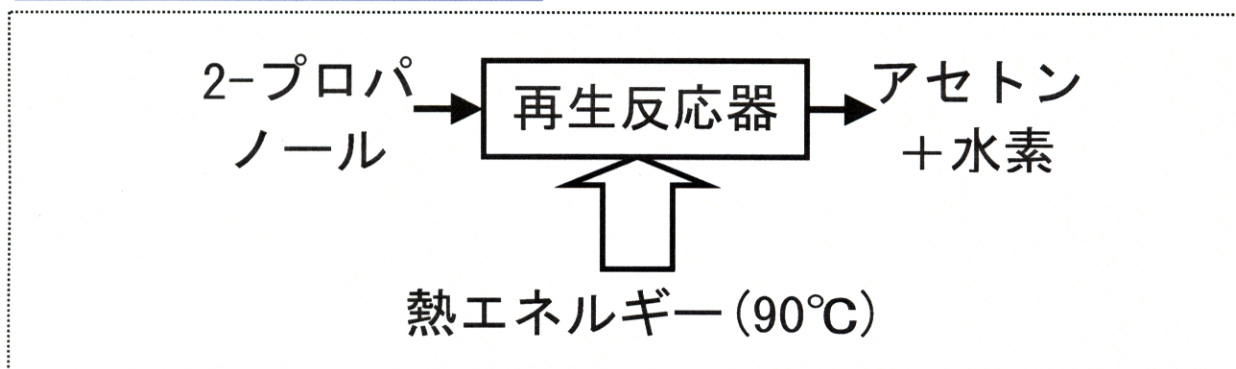 2-プロパ
ノール
再生反応器
アセトン
＋水素
熱エネルギー(90℃)